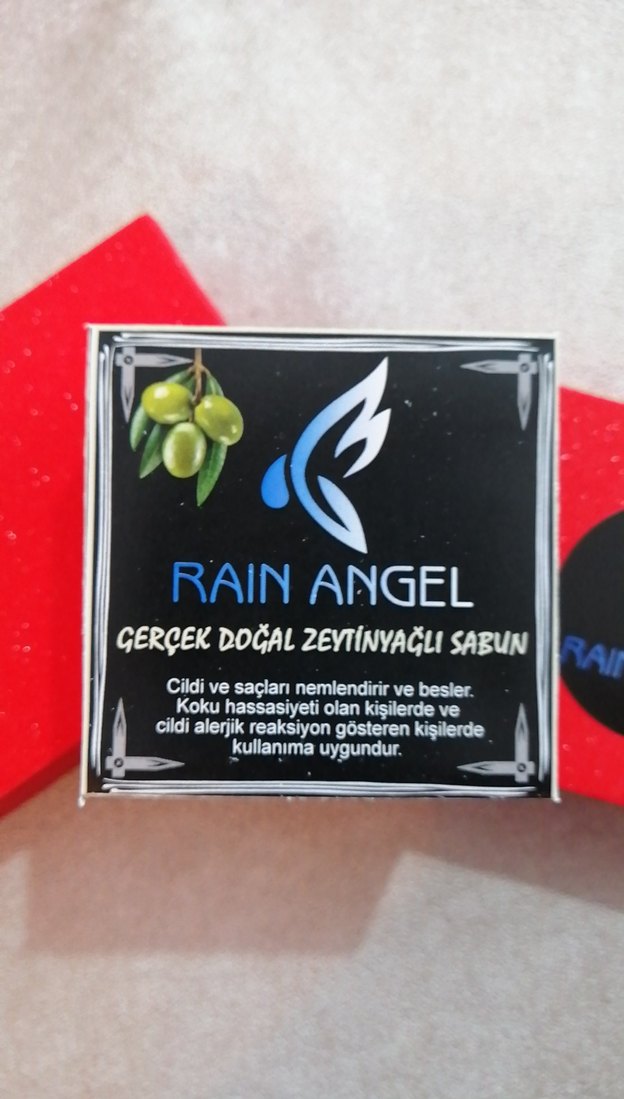 RAIN ANGEL
GERÇEK DOĞAL ZEYTİNYAĞLI SABUN
Cildi ve saçları nemlendirir ve besler.
Koku hassasiyeti olan kişilerde ve
cildi alerjik reaksiyon gösteren kişilerde
kullanıma uygundur.
RAIN